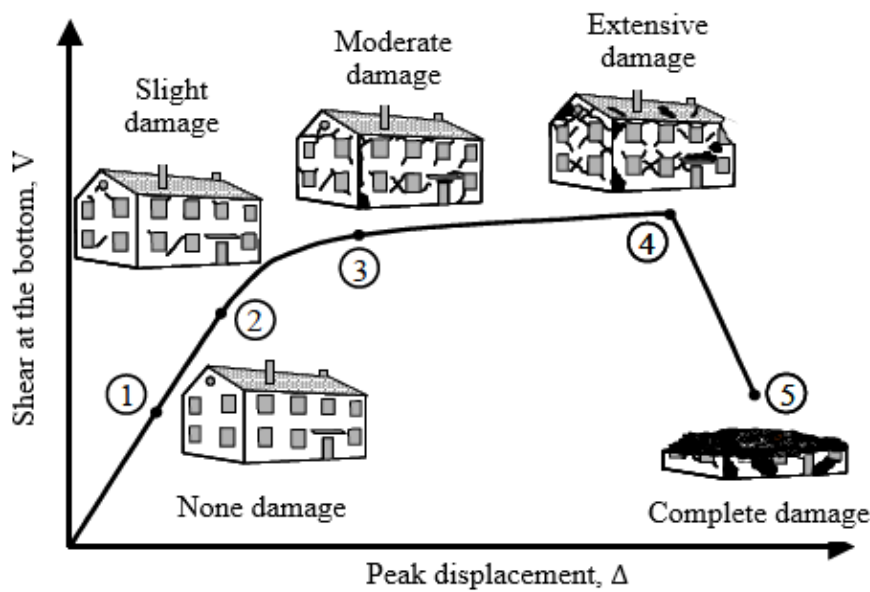 Moderate
damage
Extensive
damage
Slight
damage
Shear at the bottom, V
1
2
3
4
5
None damage
Complete damage
Peak displacement, Δ